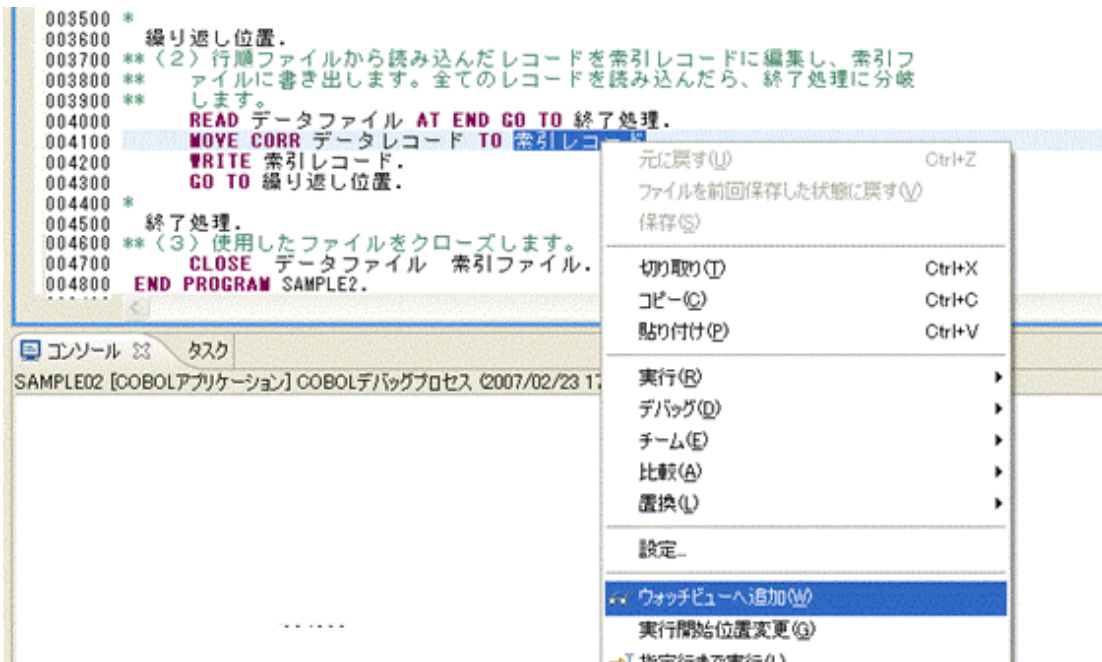 003500 *
003600 繰り返し位置.
003700 **（2）行順ファイルから読み込んだレコードを索引レコードに編集し、索引フ
003800 ** ァイルに書き出します。全てのレコードを読み込んだら、終了処理に分岐
003900 ** します。
004000 READ データファイル AT END GO TO 終了処理.
004100 MOVE CORR データレコード TO 索引レコード
004200 WRITE 索引レコード.
004300 GO TO 繰り返し位置.
004400 *
004500 終了処理.
004600 **（3）使用したファイルをクローズします。
004700 CLOSE データファイル 索引ファイル.
004800 END PROGRAM SAMPLE2.
元に戻す(U) Ctrl+Z
ファイルを前回保存した状態に戻す(V)
保存(S)
切り取り(T) Ctrl+X
コピー(C) Ctrl+C
貼り付け(P) Ctrl+V
実行(R)
デバッグ(D)
チーム(E)
比較(A)
置換(L)
設定...
ウォッチビューへ追加(W)
実行開始位置変更(G)
指定行まで実行(L)
コンソール タスク
SAMPLE02 [COBOLアプリケーション] COBOLデバッグプロセス (2007/02/23 17